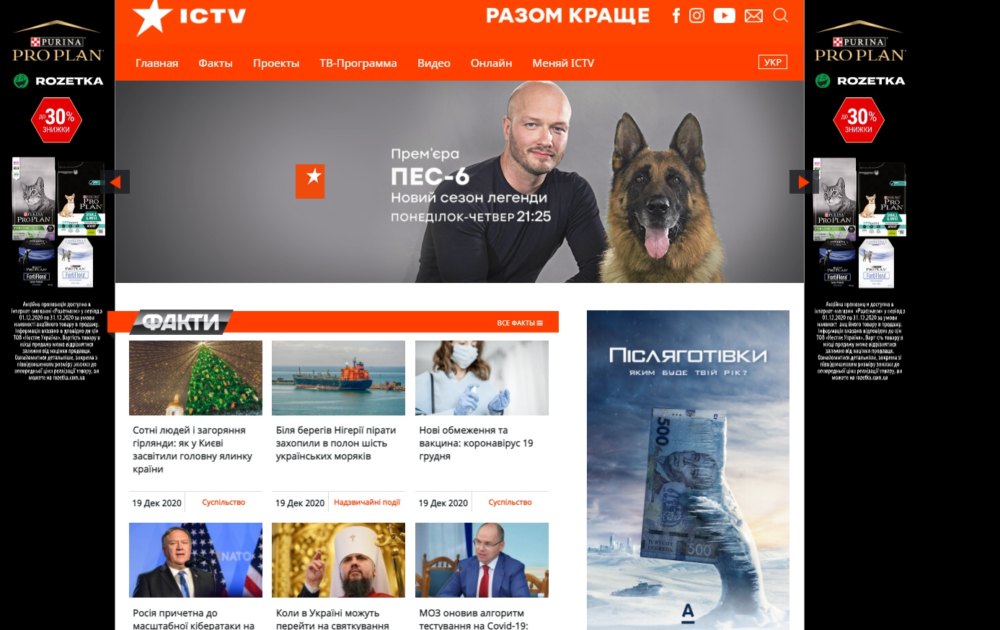 PURINA
PRO PLAN
ROZETKA
ДО 30%
ЗНИЖКИ
Акційна пропозиція доступна в
інтернет-магазині «Розетка» у період з
01.12.2020 по 31.12.2020 за умови
наявності акційного товару в продажу.
Інформація вказана відповідно до цін
ТОВ «Нестле Україна». Вартість товару в
місці продажу може відрізнятися
залежно від націнки продавця.
Ознайомитися детальніше, зокрема з
попередньої ціни реалізації товару, ви
можете на rozetka.com.ua
ICTV
РАЗОМ КРАЩЕ
Главная Факты Проекты ТВ-Программа Видео Онлайн Меняй ICTV
УКР
Прем'єра
ПЕС-6
Новий сезон легенди
ПОНЕДІЛОК-ЧЕТВЕР 21:25
ФАКТИ
ВСЕ ФАКТЫ
Сотні людей і загоряння
гірлянди: як у Києві
засвітили головну ялинку
країни
19 Дек 2020 Суспільство
Біля берегів Нігерії пірати
захопили в полон шість
українських моряків
19 Дек 2020 Надзвичайні події
Нові обмеження та
вакцина: коронавірус 19
грудня
19 Дек 2020 Суспільство
NATO
Росія причетна до
масштабної кібератаки на
Коли в Україні можуть
перейти на святкування
МОЗ оновив алгоритм
тестування на Covid-19:
ПІСЛЯГОТІВКИ
ЯКИМ БУДЕ ТВІЙ РІК?
500
500
А
PURINA
PRO PLAN
ROZETKA
ДО 30%
ЗНИЖКИ
Акційна пропозиція доступна в
інтернет-магазині «Розетка» у період з
01.12.2020 по 31.12.2020 за умови
наявності акційного товару в продажу.
Інформація вказана відповідно до цін
ТОВ «Нестле Україна». Вартість товару в
місці продажу може відрізнятися
залежно від націнки продавця.
Ознайомитися детальніше, зокрема зі
попередньої ціни реалізації товару, ви
можете на rozetka.com.ua